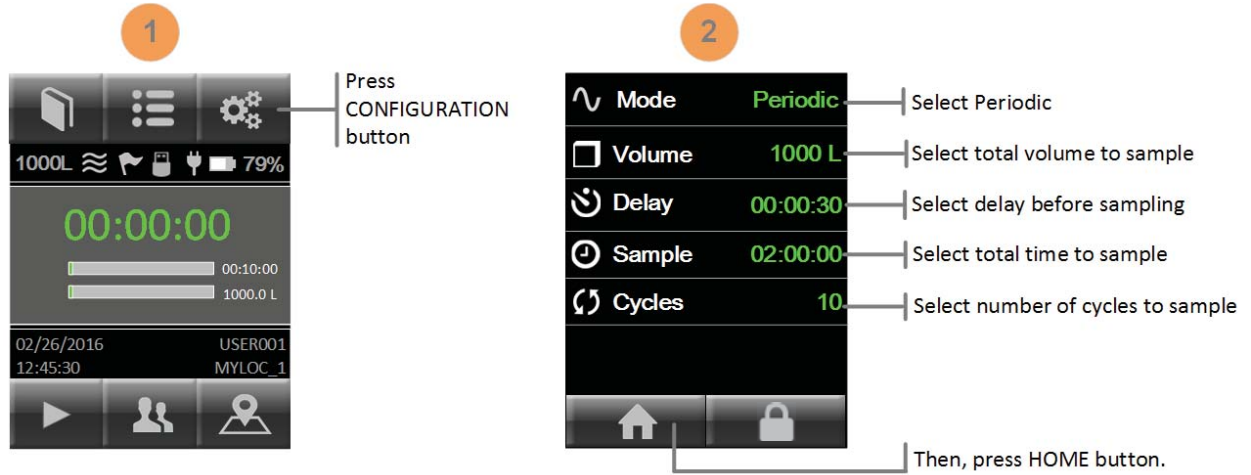 1
2
Press
CONFIGURATION
button
1000L 79%
00:00:00
00:10:00
1000.0 L
02/26/2016 USER001
12:45:30 MYLOC_1
Mode Periodic
Select Periodic
Volume 1000 L
Select total volume to sample
Delay 00:00:30
Select delay before sampling
Sample 02:00:00
Select total time to sample
Cycles 10
Select number of cycles to sample
Then, press HOME button.